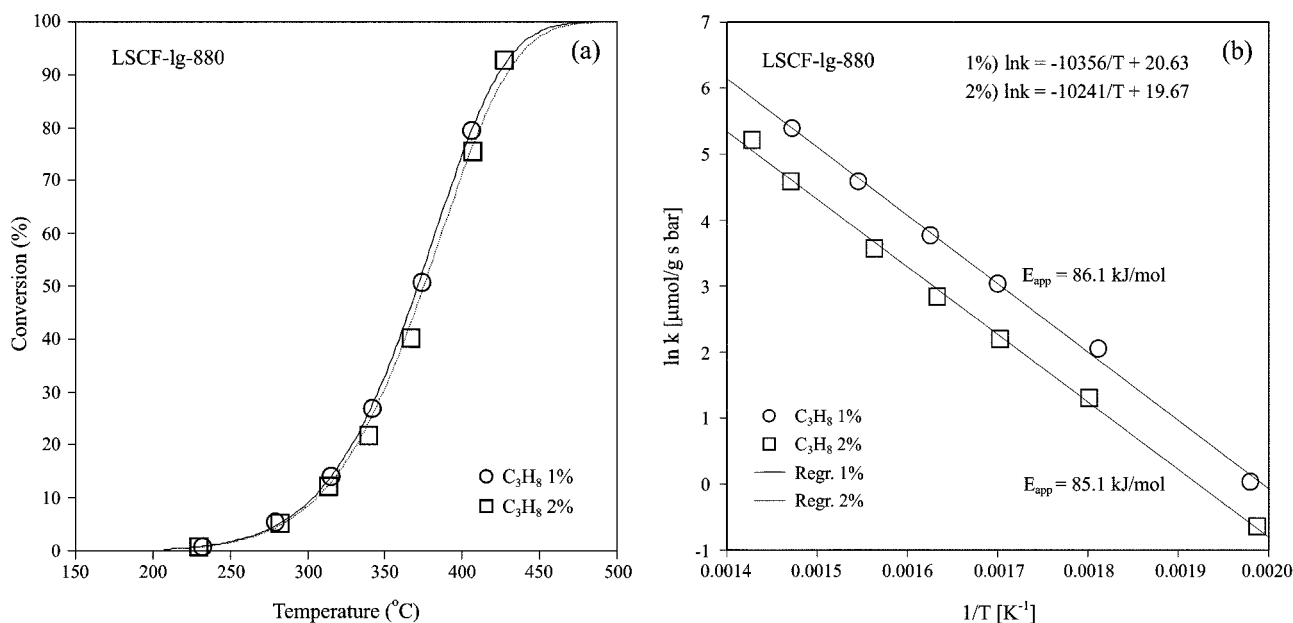 LSCF-lg-880
(a)
Conversion (%)
100
90
80
70
60
50
40
30
20
10
0
C₃H₈ 1%
C₃H₈ 2%
150
200
250
300
350
400
450
500
Temperature (°C)
LSCF-lg-880
(b)
1%) lnk = -10356/T + 20.63
2%) lnk = -10241/T + 19.67
ln k [μmol/g s bar]
7
6
5
4
3
2
1
0
-1
Eapp = 86.1 kJ/mol
C₃H₈ 1%
C₃H₈ 2%
Regr. 1%
Regr. 2%
Eapp = 85.1 kJ/mol
0.0014
0.0015
0.0016
0.0017
0.0018
0.0019
0.0020
1/T [K⁻¹]